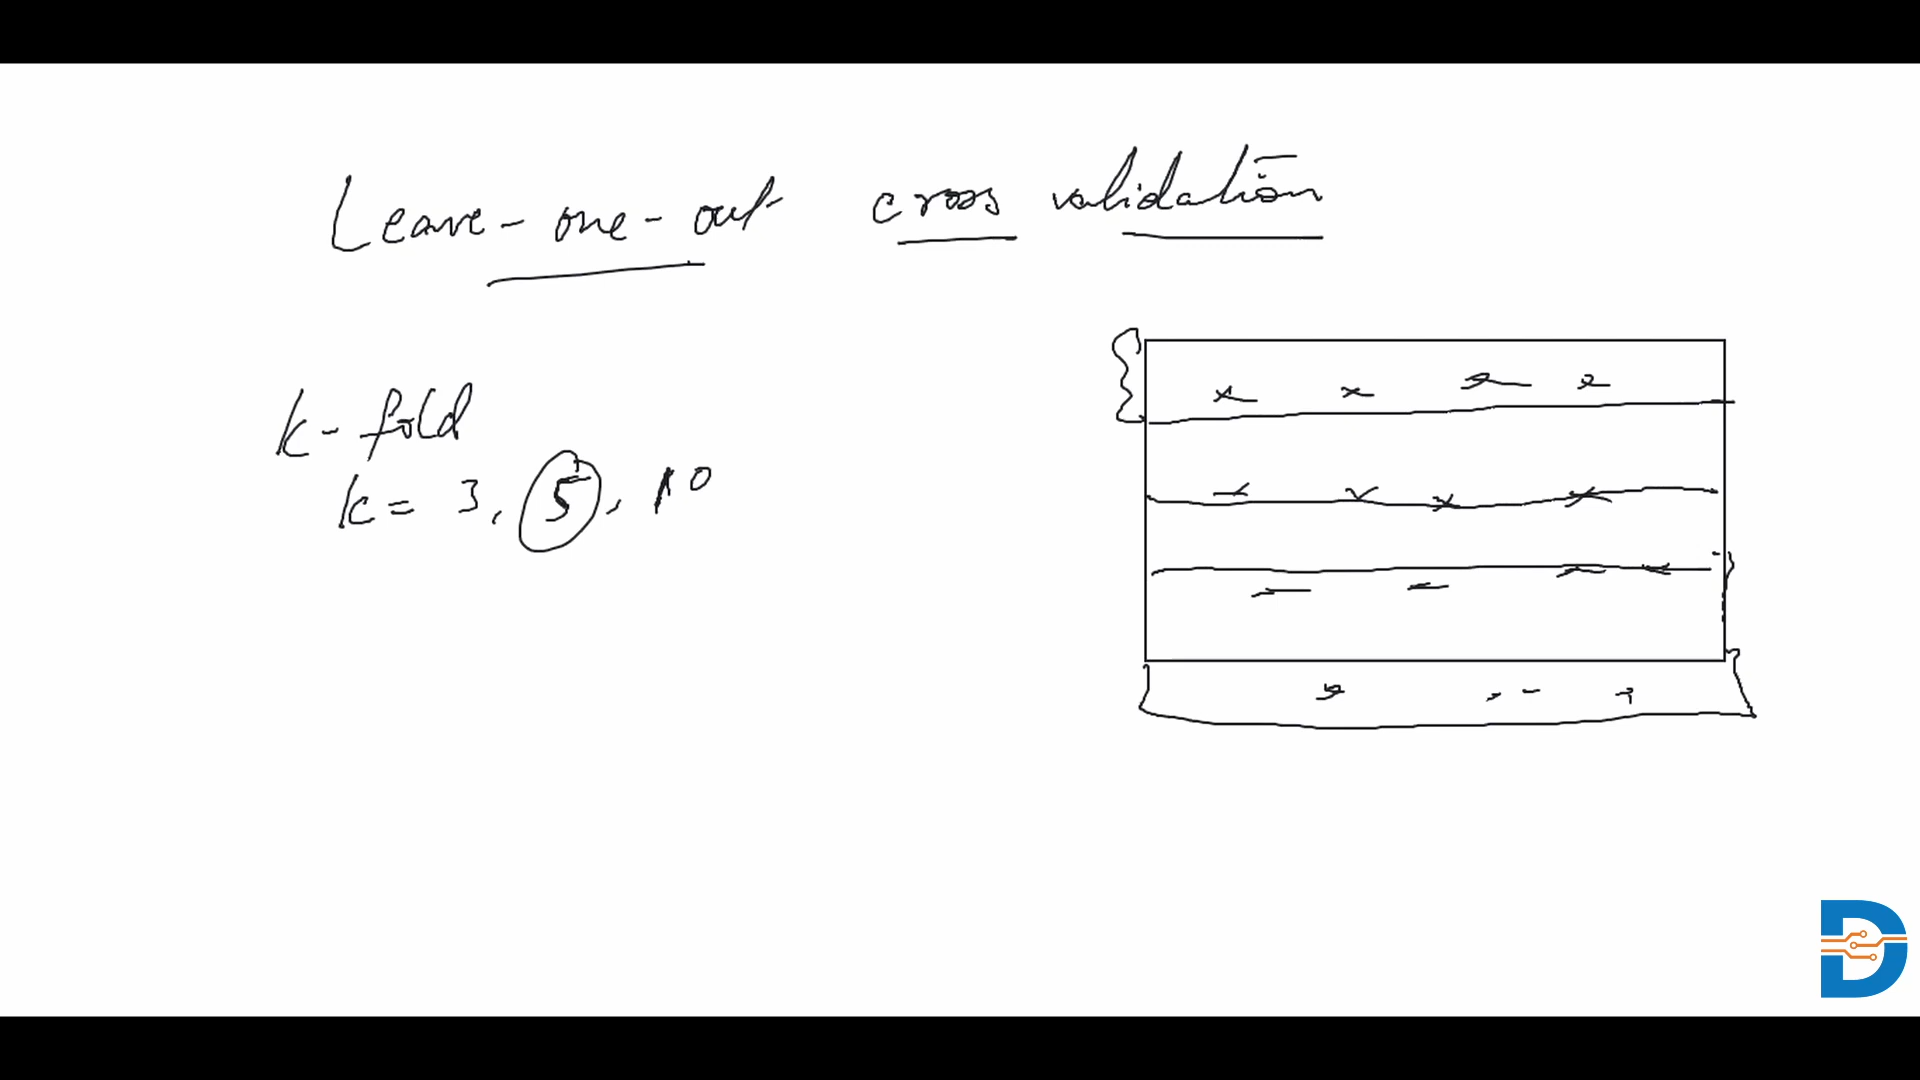 Leave-one-out cross validation
k-fold
k = 3, 5, 10